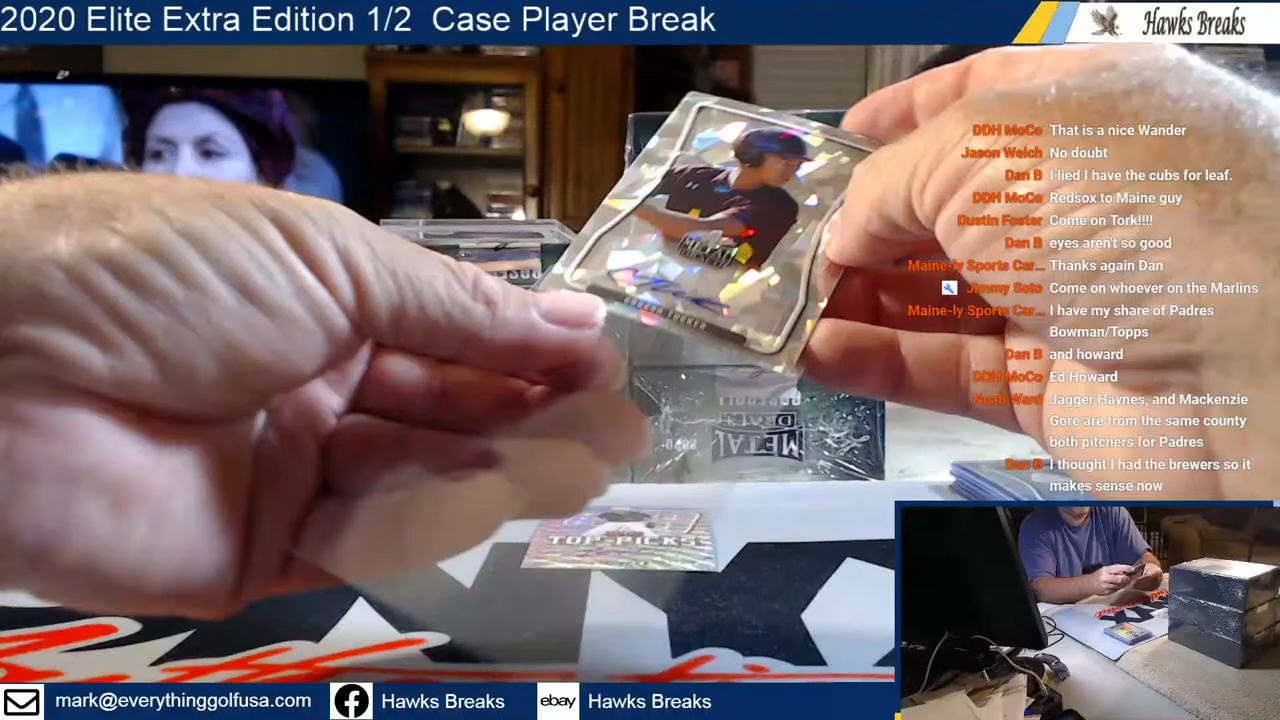 2020 Elite Extra Edition 1/2 Case Player Break
Hawks Breaks
DDH MoCo That is a nice Wander
Jason Welch No doubt
Dan B I lied I have the cubs for leaf.
DDH MoCo Redsox to Maine guy
Dustin Foster Come on Tork!!!!
Dan B eyes aren't so good
Maine-ly Sports Car... Thanks again Dan
Jimmy Soto Come on whoever on the Marlins
Maine-ly Sports Car... I have my share of Padres
Bowman/Topps
Dan B and howard
DDH MoCo Ed Howard
Noah Ward Jagger Haynes, and Mackenzie
Gore are from the same county
both pitchers for Padres
Dan B I thought I had the brewers so it
makes sense now
TUCKER
METAL
DRAFT
TOP PICKS
mark@everythinggolfusa.com
Hawks Breaks
ebay
Hawks Breaks